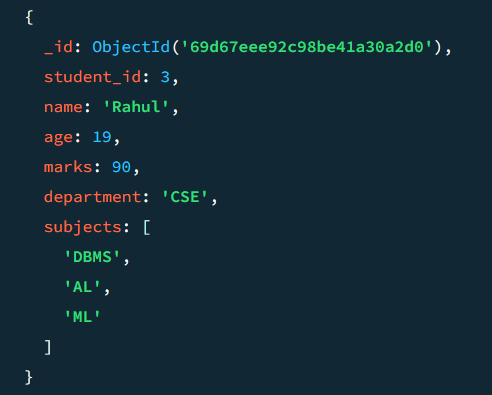 {
  _id: ObjectId('69d67eee92c98be41a30a2d0'),
  student_id: 3,
  name: 'Rahul',
  age: 19,
  marks: 90,
  department: 'CSE',
  subjects: [
    'DBMS',
    'AL',
    'ML'
  ]
}